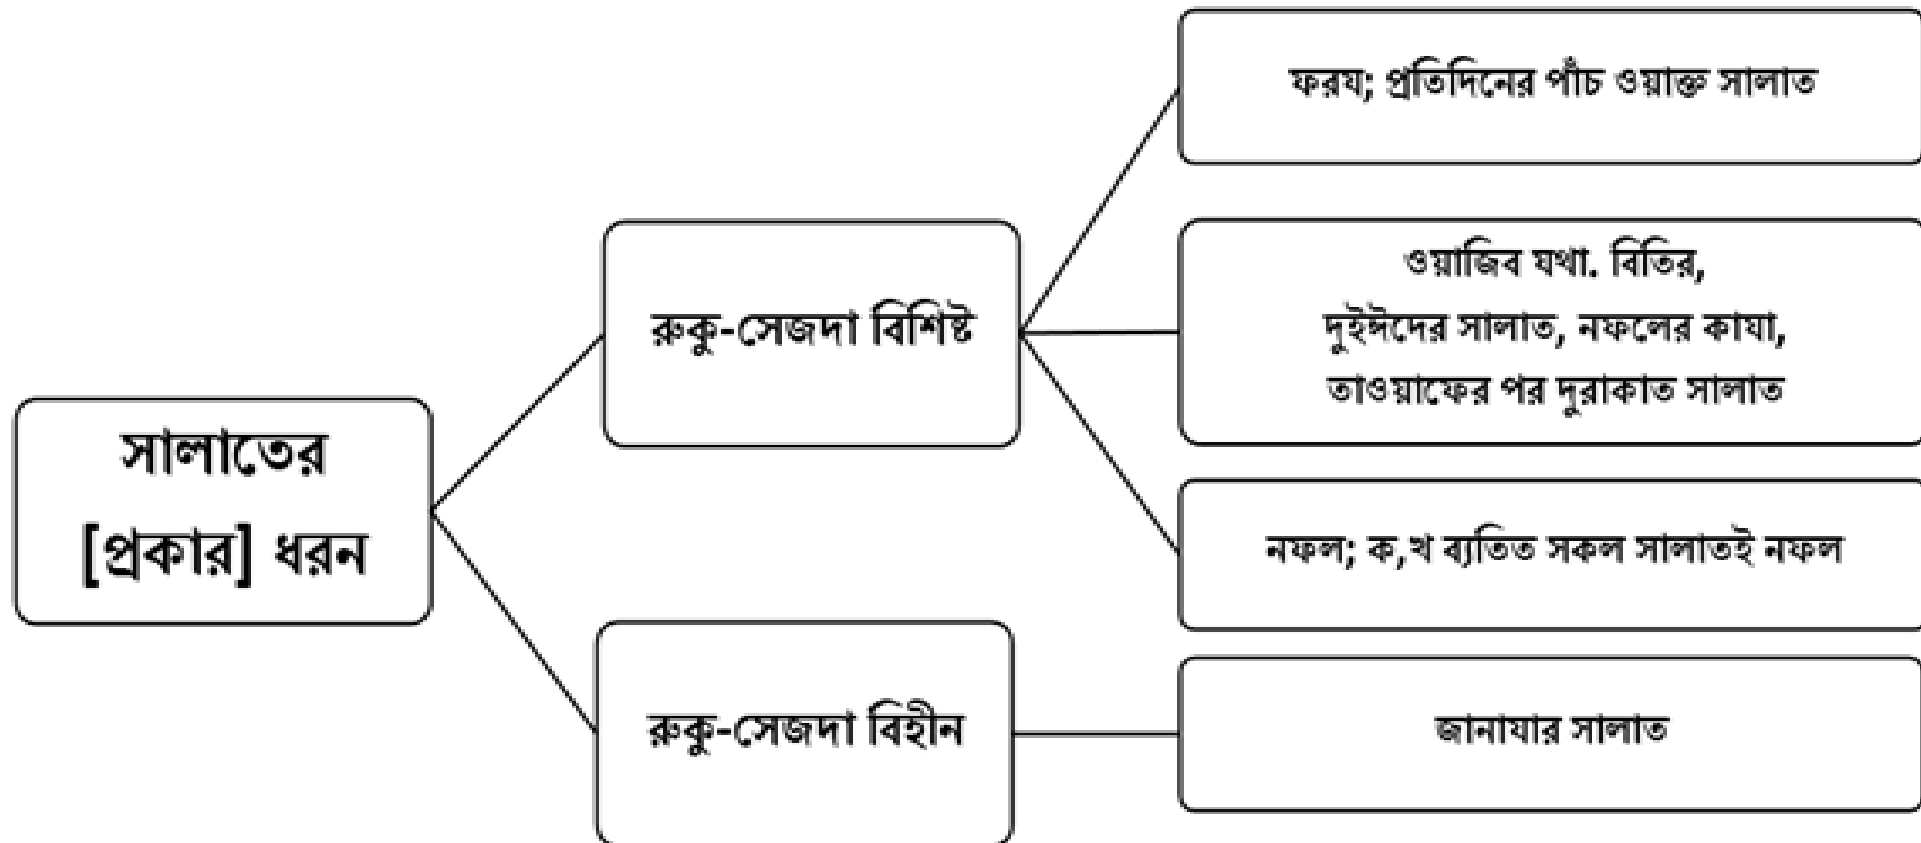 সালাতের
[প্রকার] ধরন
রুকু-সেজদা বিশিষ্ট
ফরয; প্রতিদিনের পাঁচ ওয়াক্ত সালাত
ওয়াজিব যথা. বিতির,
দুইঈদের সালাত, নফলের কাযা,
তাওয়াফের পর দুরাকাত সালাত
নফল; ক,খ ব্যতিত সকল সালাতই নফল
রুকু-সেজদা বিহীন
জানাযার সালাত